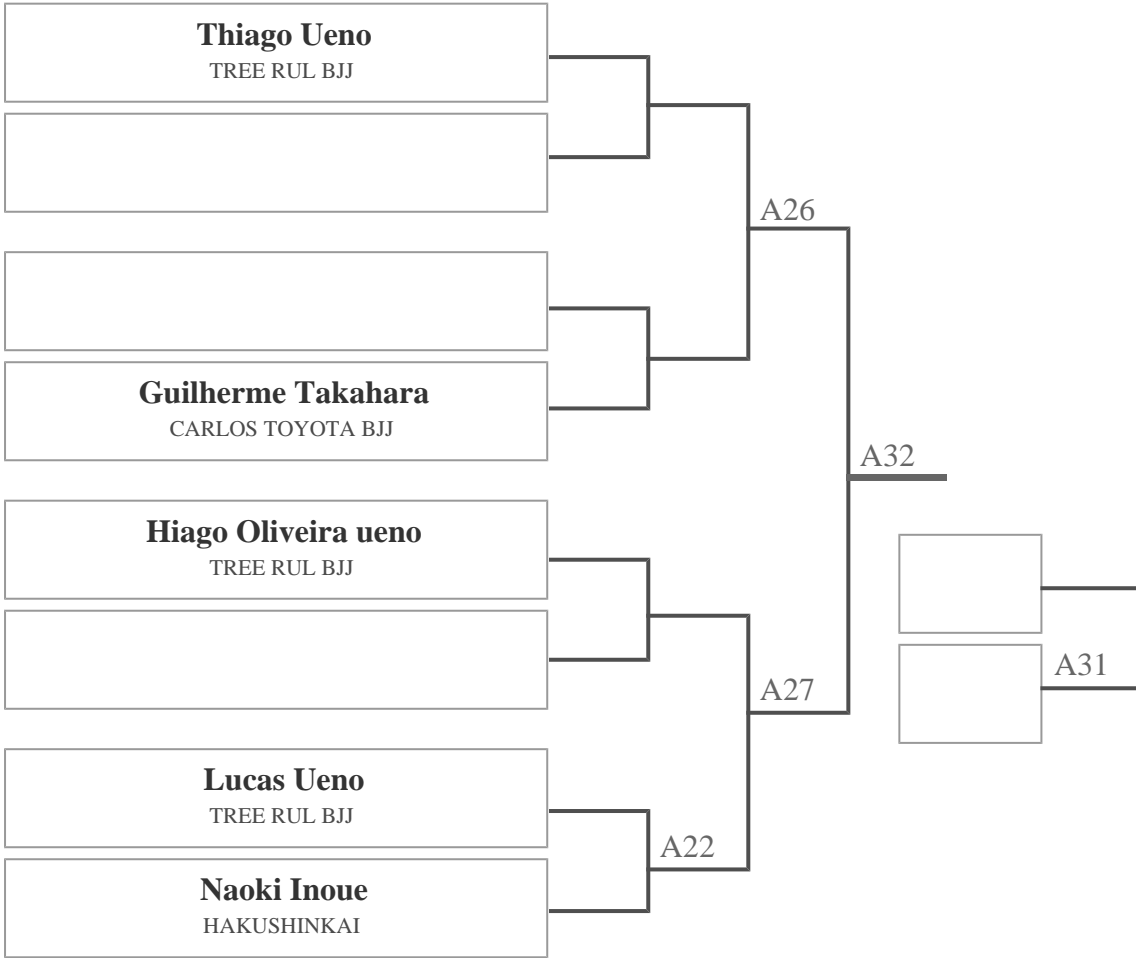 Thiago Ueno
TREE RUL BJJ
A26
Guilherme Takahara
CARLOS TOYOTA BJJ
A32
Hiago Oliveira ueno
TREE RUL BJJ
A31
A27
Lucas Ueno
TREE RUL BJJ
A22
Naoki Inoue
HAKUSHINKAI